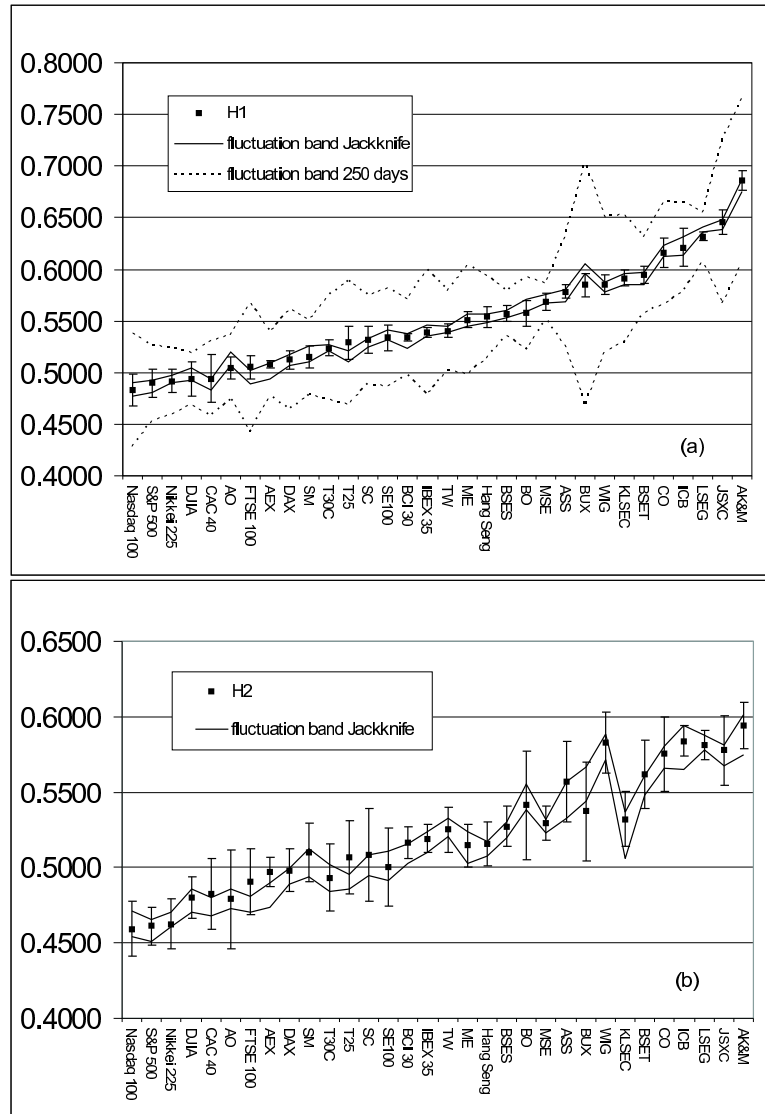 0.8000
0.7500
0.7000
0.6500
0.6000
0.5500
0.5000
0.4500
0.4000
H1
fluctuation band Jackknife
fluctuation band 250 days
(a)
Nasdaq 100
S&P 500
Nikkei 225
DJIA
CAC 40
AO
FTSE 100
AEX
DAX
SM
T30C
T25
SC
SE100
BCI 30
IBEX 35
TW
ME
Hang Seng
BSES
BO
MSE
ASS
BUX
WIG
KLSEC
BSET
CO
ICB
LSEG
JSXC
AK&M
0.6500
0.6000
0.5500
0.5000
0.4500
0.4000
H2
fluctuation band Jackknife
(b)
Nasdaq 100
S&P 500
Nikkei 225
DJIA
CAC 40
AO
FTSE 100
AEX
DAX
SM
T30C
T25
SC
SE100
BCI 30
IBEX 35
TW
ME
Hang Seng
BSES
BO
MSE
ASS
BUX
WIG
KLSEC
BSET
CO
ICB
LSEG
JSXC
AK&M